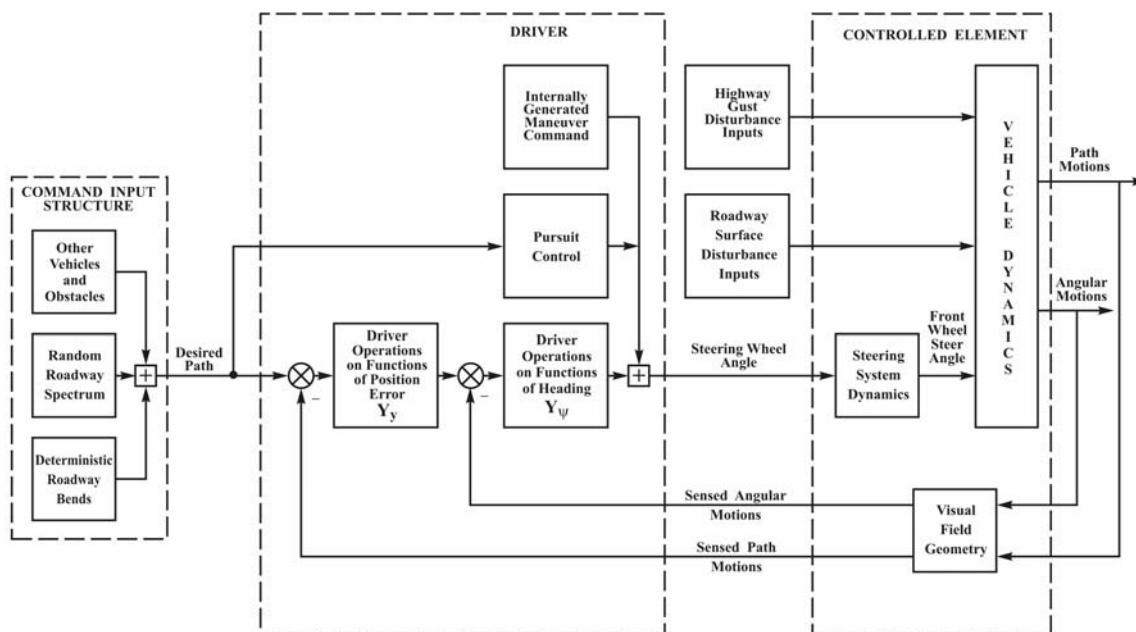 DRIVER
CONTROLLED ELEMENT
Internally
Generated
Maneuver
Command
Highway
Gust
Disturbance
Inputs
VEHICLE DYNAMICS
Path
Motions
COMMAND INPUT
STRUCTURE
Other
Vehicles
and
Obstacles
Pursuit
Control
Roadway
Surface
Disturbance
Inputs
Angular
Motions
Random
Roadway
Spectrum
+
Desired
Path
−
Driver
Operations
on Functions
of Position
Error
Yy
−
Driver
Operations
on Functions
of Heading
Yψ
+
Steering Wheel
Angle
Steering
System
Dynamics
Front
Wheel
Steer
Angle
Deterministic
Roadway
Bends
Sensed Angular
Motions
Sensed Path
Motions
Visual
Field
Geometry